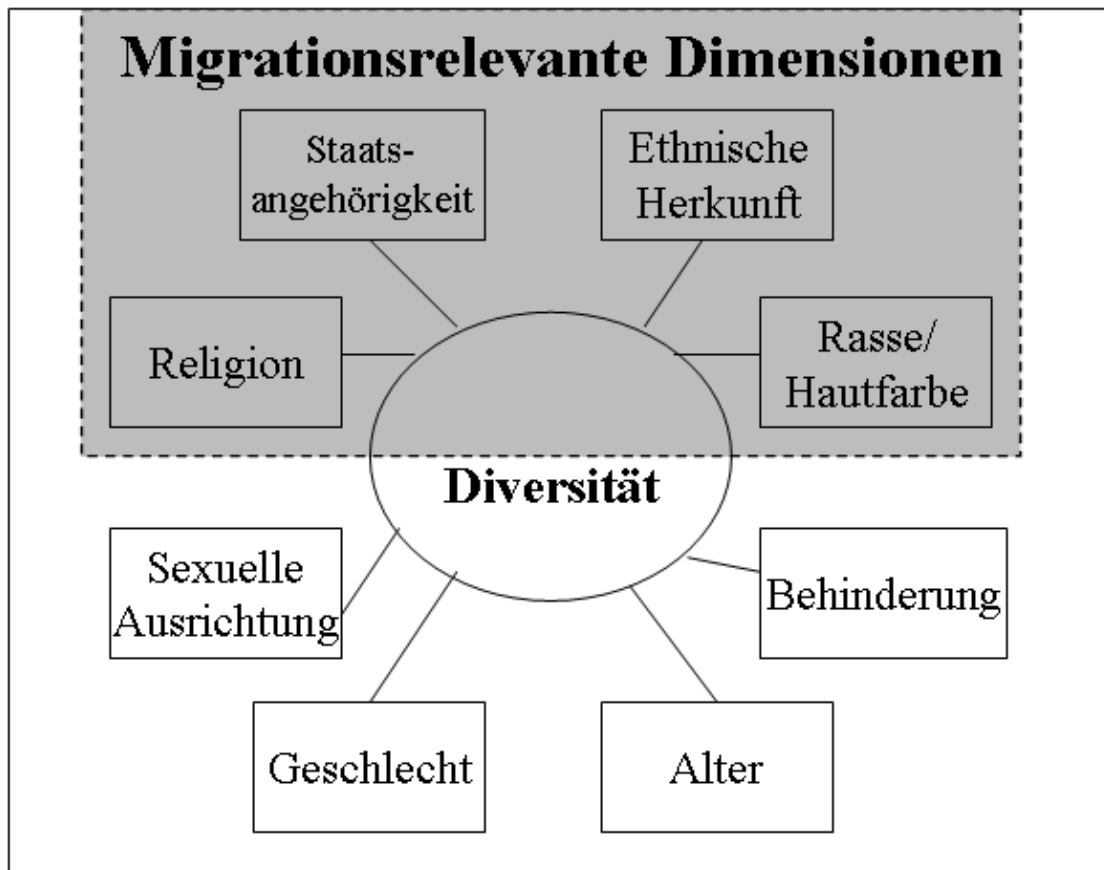 Migrationsrelevante Dimensionen
Staats-
angehörigkeit
Ethnische
Herkunft
Religion
Rasse/
Hautfarbe
Diversität
Sexuelle
Ausrichtung
Behinderung
Geschlecht
Alter